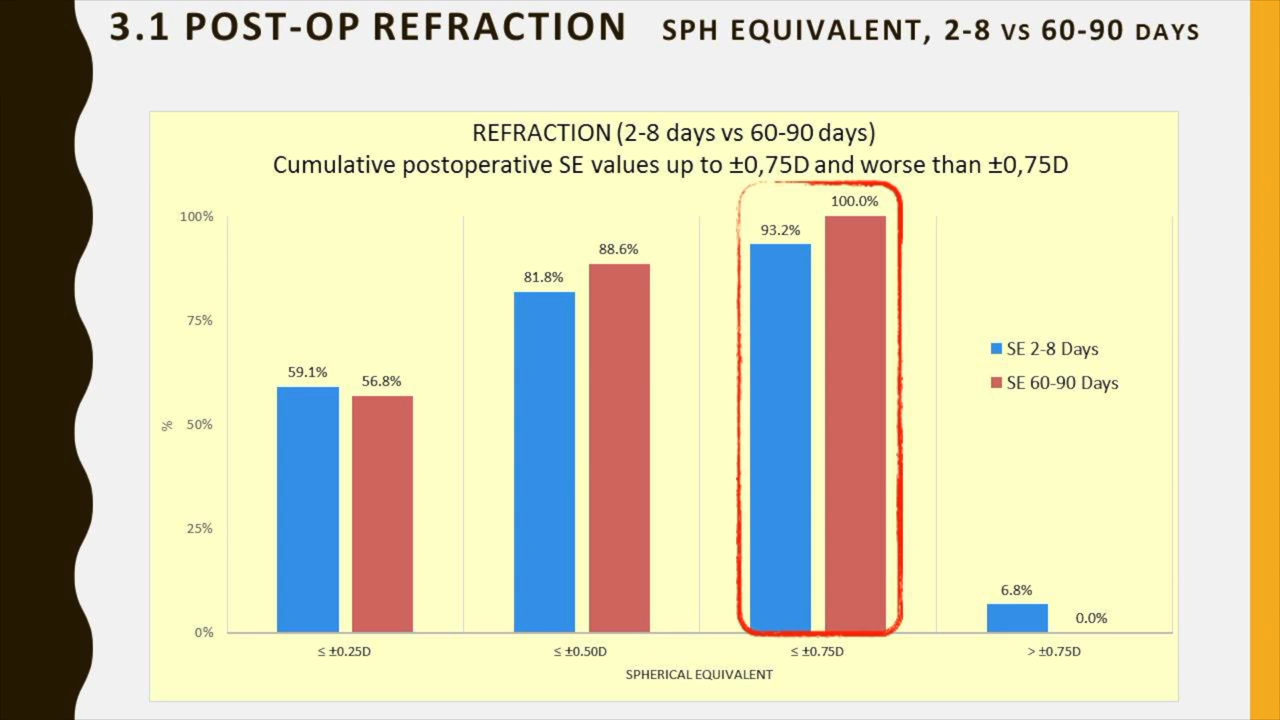 3.1 POST-OP REFRACTION SPH EQUIVALENT, 2-8 VS 60-90 DAYS
REFRACTION (2-8 days vs 60-90 days)
Cumulative postoperative SE values up to ±0,75D and worse than ±0,75D
100%
75%
50%
25%
0%
%
59.1%
56.8%
81.8%
88.6%
93.2%
100.0%
6.8%
0.0%
SE 2-8 Days
SE 60-90 Days
≤ ±0.25D
≤ ±0.50D
≤ ±0.75D
> ±0.75D
SPHERICAL EQUIVALENT